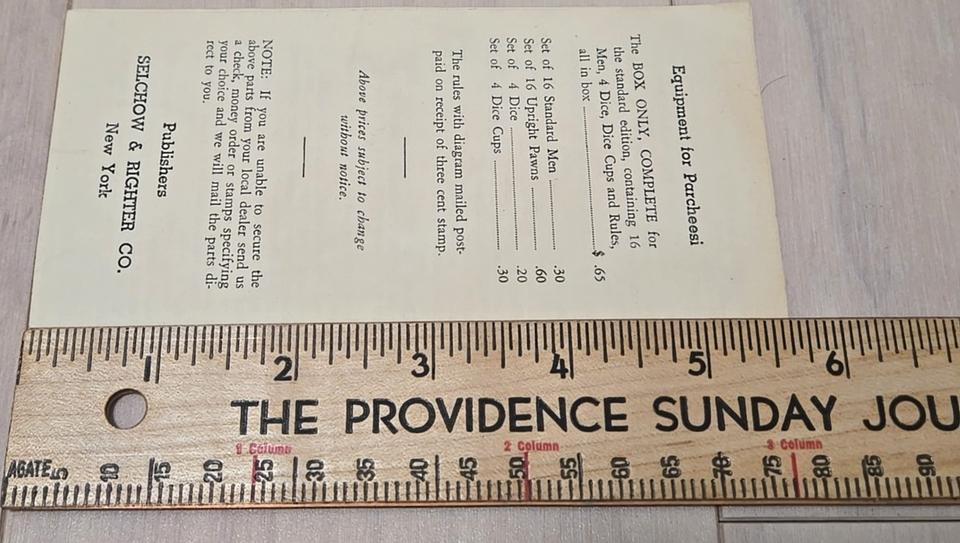 Equipment for Parcheesi
The BOX ONLY, COMPLETE for
the standard edition, containing 16
Men, 4 Dice, Dice Cups and Rules,
all in box ........................................ $ .65
Set of 16 Standard Men ........................ .30
Set of 16 Upright Pawns ........................ .60
Set of 4 Dice ........................................ .20
Set of 4 Dice Cups ........................ .30
The rules with diagram mailed post-
paid on receipt of three cent stamp.
Above prices subject to change
without notice.
NOTE: If you are unable to secure the
above parts from your local dealer send us
a check, money order or stamps specifying
your choice and we will mail the parts di-
rect to you.
Publishers
SELCHOW & RIGHTER CO.
New York
1 2 3 4 5 6
THE PROVIDENCE SUNDAY JOU
1 Column 2 Column 3 Column
AGATE 5 10 15 20 25 30 35 40 45 50 55 60 65 70 75 80 85 90